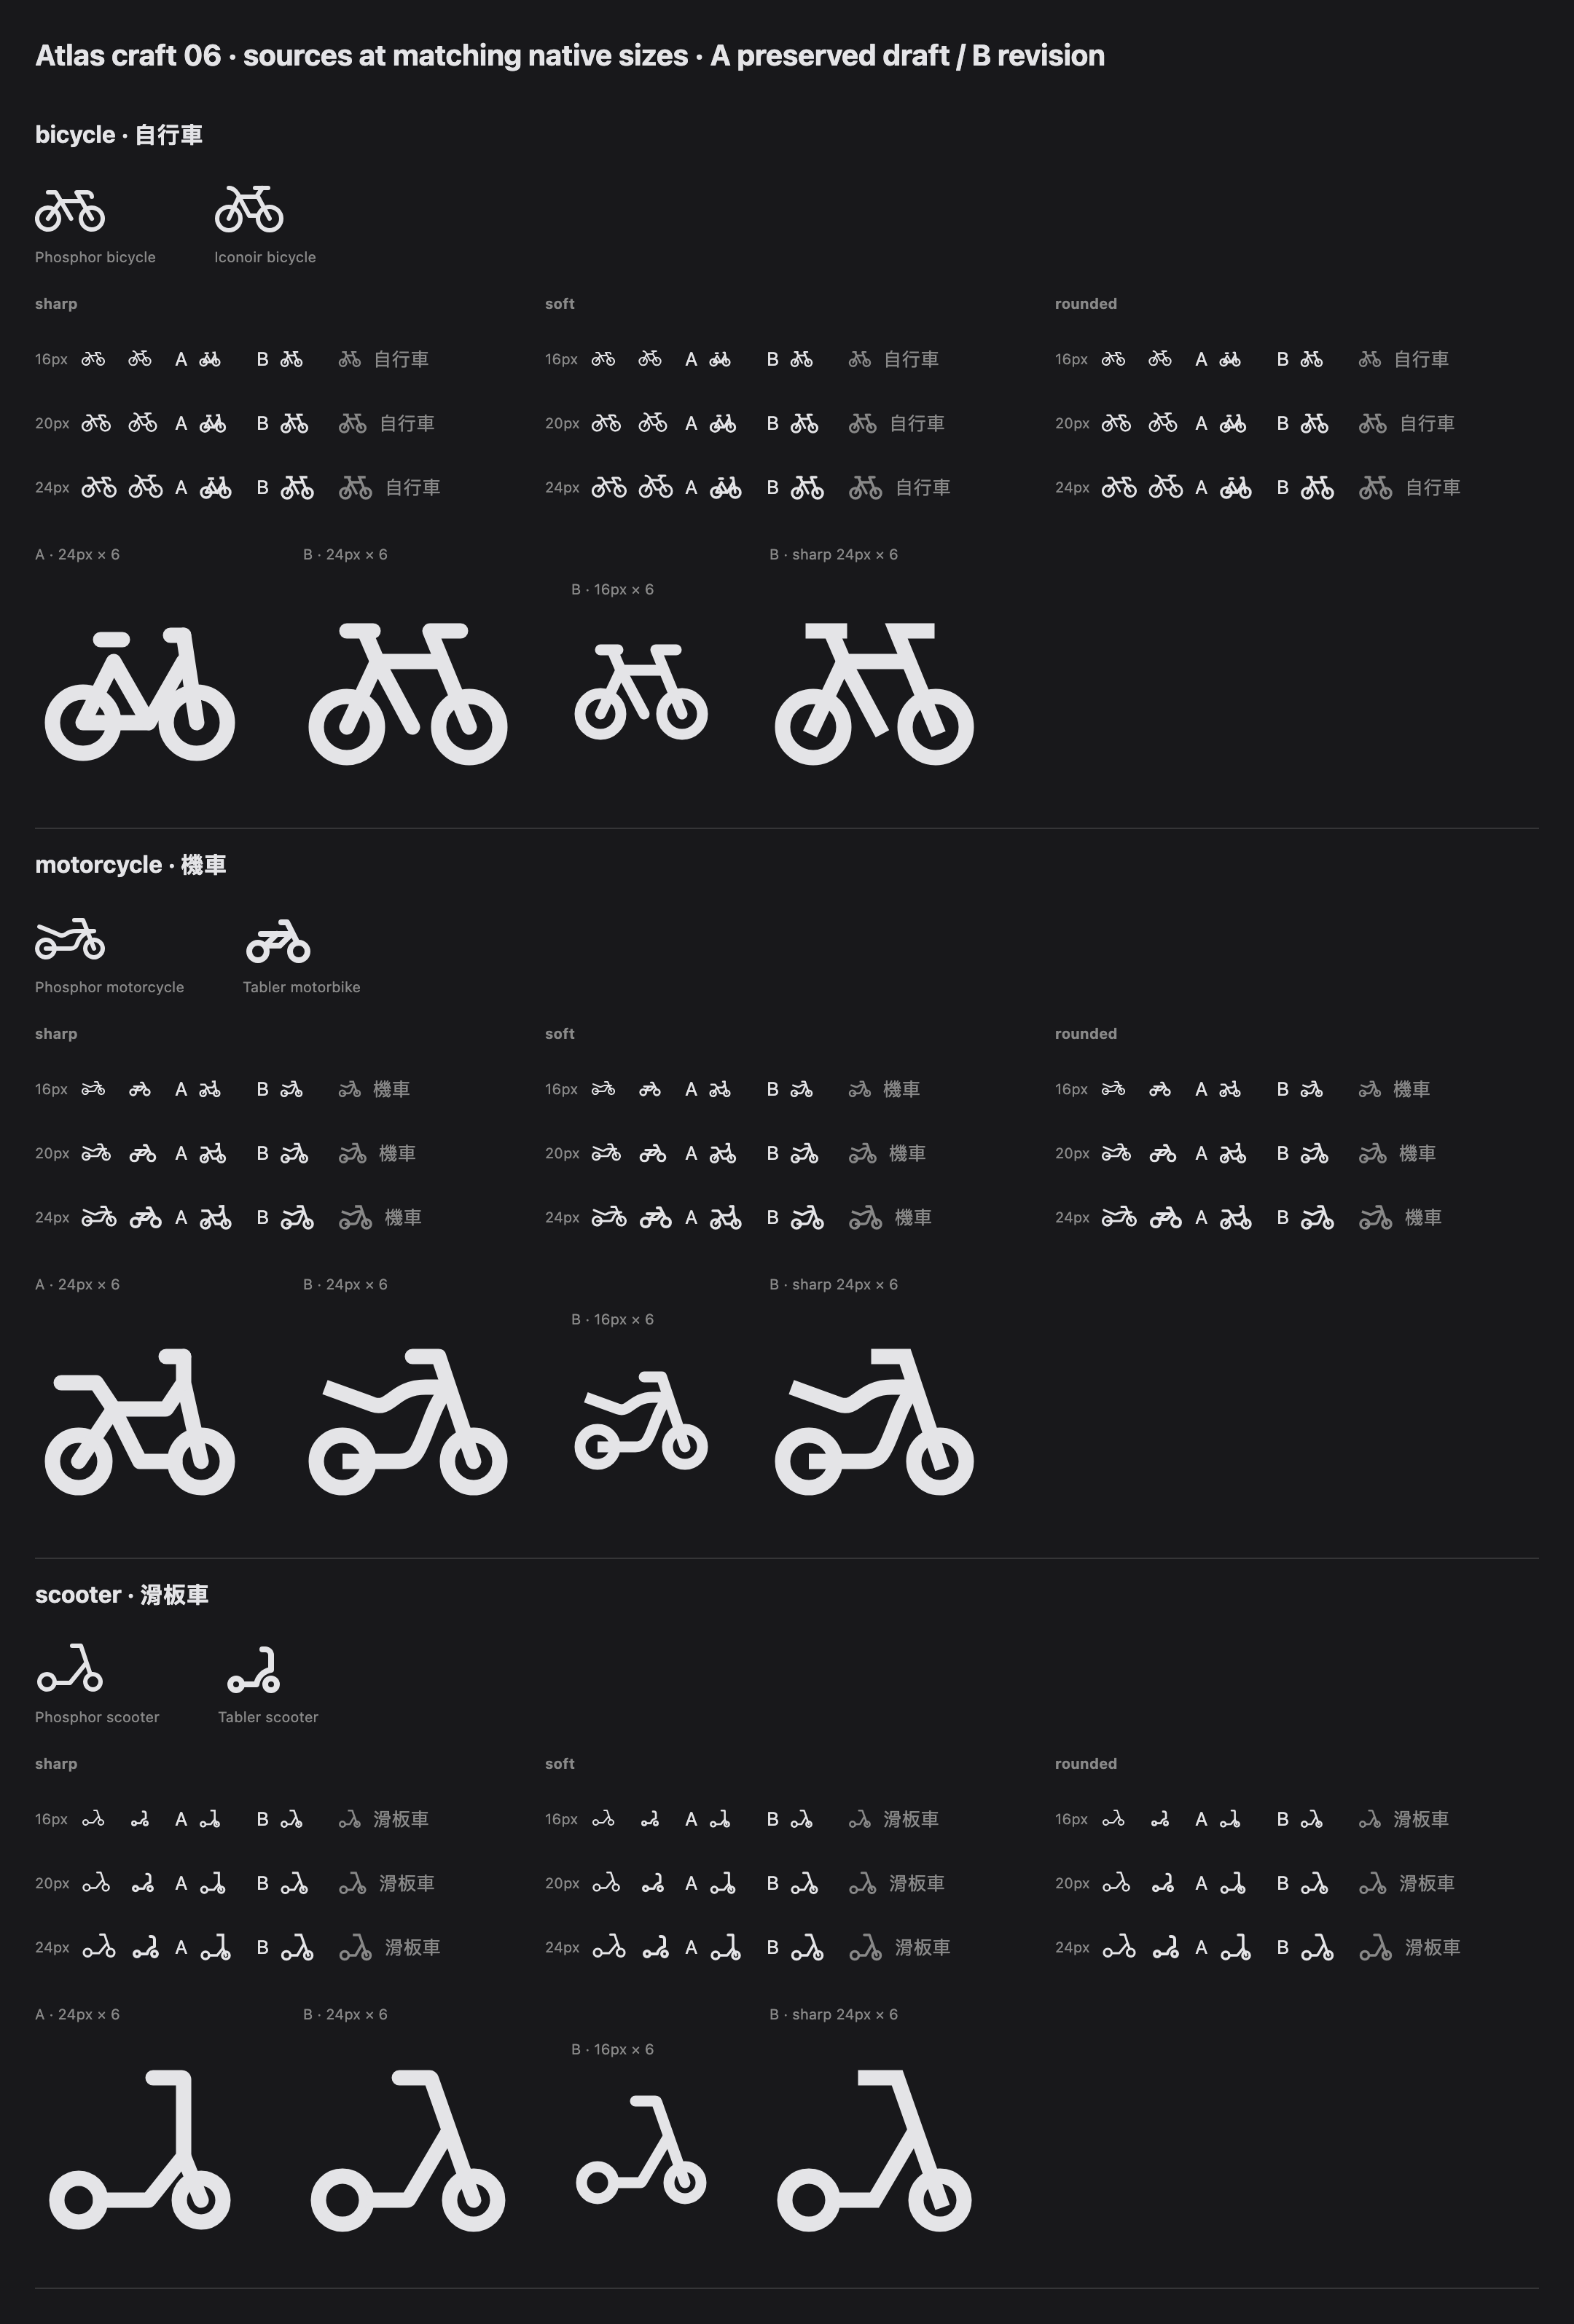 Atlas craft 06 · sources at matching native sizes · A preserved draft / B revision
bicycle · 自行車
Phosphor bicycle
Iconoir bicycle
sharp
soft
rounded
16px A B 自行車
16px A B 自行車
16px A B 自行車
20px A B 自行車
20px A B 自行車
20px A B 自行車
24px A B 自行車
24px A B 自行車
24px A B 自行車
A · 24px × 6
B · 24px × 6
B · 16px × 6
B · sharp 24px × 6
motorcycle · 機車
Phosphor motorcycle
Tabler motorbike
sharp
soft
rounded
16px A B 機車
16px A B 機車
16px A B 機車
20px A B 機車
20px A B 機車
20px A B 機車
24px A B 機車
24px A B 機車
24px A B 機車
A · 24px × 6
B · 24px × 6
B · 16px × 6
B · sharp 24px × 6
scooter · 滑板車
Phosphor scooter
Tabler scooter
sharp
soft
rounded
16px A B 滑板車
16px A B 滑板車
16px A B 滑板車
20px A B 滑板車
20px A B 滑板車
20px A B 滑板車
24px A B 滑板車
24px A B 滑板車
24px A B 滑板車
A · 24px × 6
B · 24px × 6
B · 16px × 6
B · sharp 24px × 6